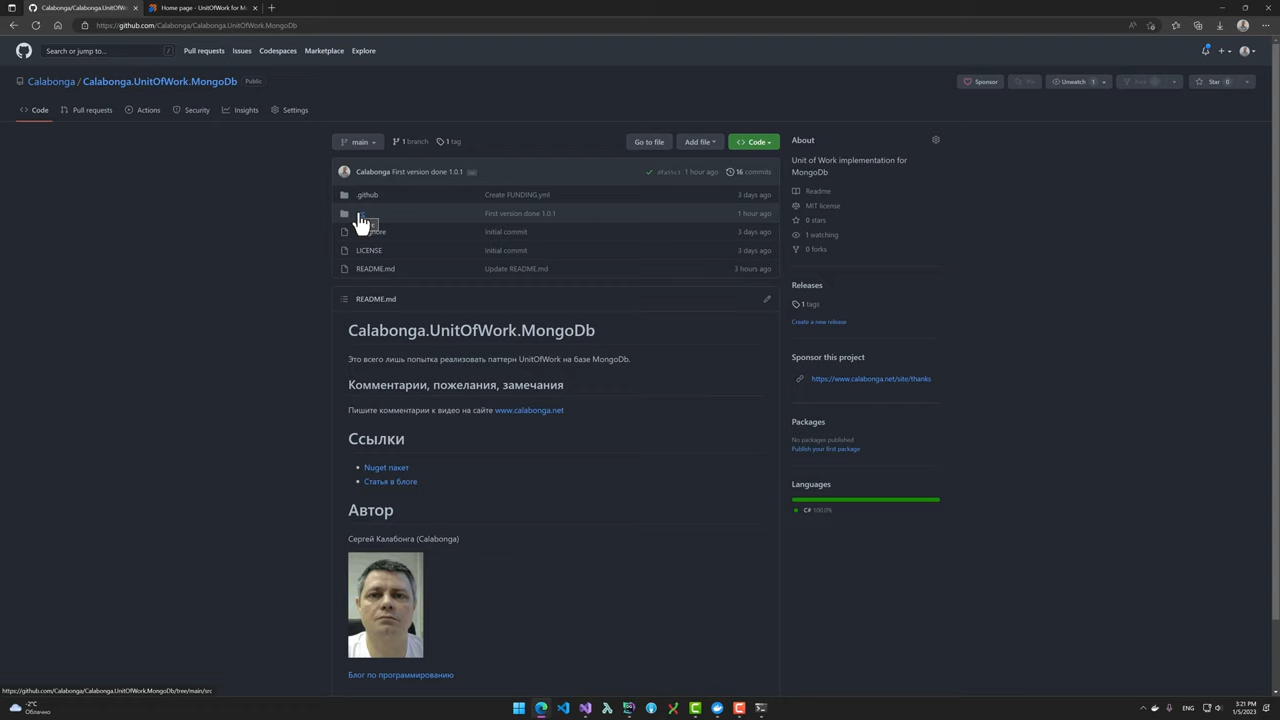 Calabonga/Calabonga.UnitOfW
Home page - UnitOfWork for M
https://github.com/Calabonga/Calabonga.UnitOfWork.MongoDb
Search or jump to...
/
Pull requests
Issues
Codespaces
Marketplace
Explore
Calabonga / Calabonga.UnitOfWork.MongoDb
Public
Sponsor
Pin
Unwatch 1
Star 0
Code
Pull requests
Actions
Security
Insights
Settings
main
1 branch
1 tag
Go to file
Add file
Code
Calabonga First version done 1.0.1
1 hour ago
16 commits
.github
Create FUNDING.yml
3 days ago
First version done 1.0.1
1 hour ago
Initial commit
3 days ago
LICENSE
Initial commit
3 days ago
README.md
Update README.md
3 hours ago
README.md
Calabonga.UnitOfWork.MongoDb
Это всего лишь попытка реализовать паттерн UnitOfWork на базе MongoDb.
Комментарии, пожелания, замечания
Пишите комментарии к видео на сайте www.calabonga.net
Ссылки
Nuget пакет
Статья в блоге
Автор
Сергей Калабонга (Calabonga)
Блог по программированию
About
Unit of Work implementation for
MongoDb
Readme
MIT license
0 stars
1 watching
0 forks
Releases
1 tags
Create a new release
Sponsor this project
https://www.calabonga.net/site/thanks
Packages
No packages published
Publish your first package
Languages
C# 100.0%
https://github.com/Calabonga/Calabonga.UnitOfWork.MongoDb/tree/main/src
-2°C
Облачно
ENG
3:21 PM
1/5/2023